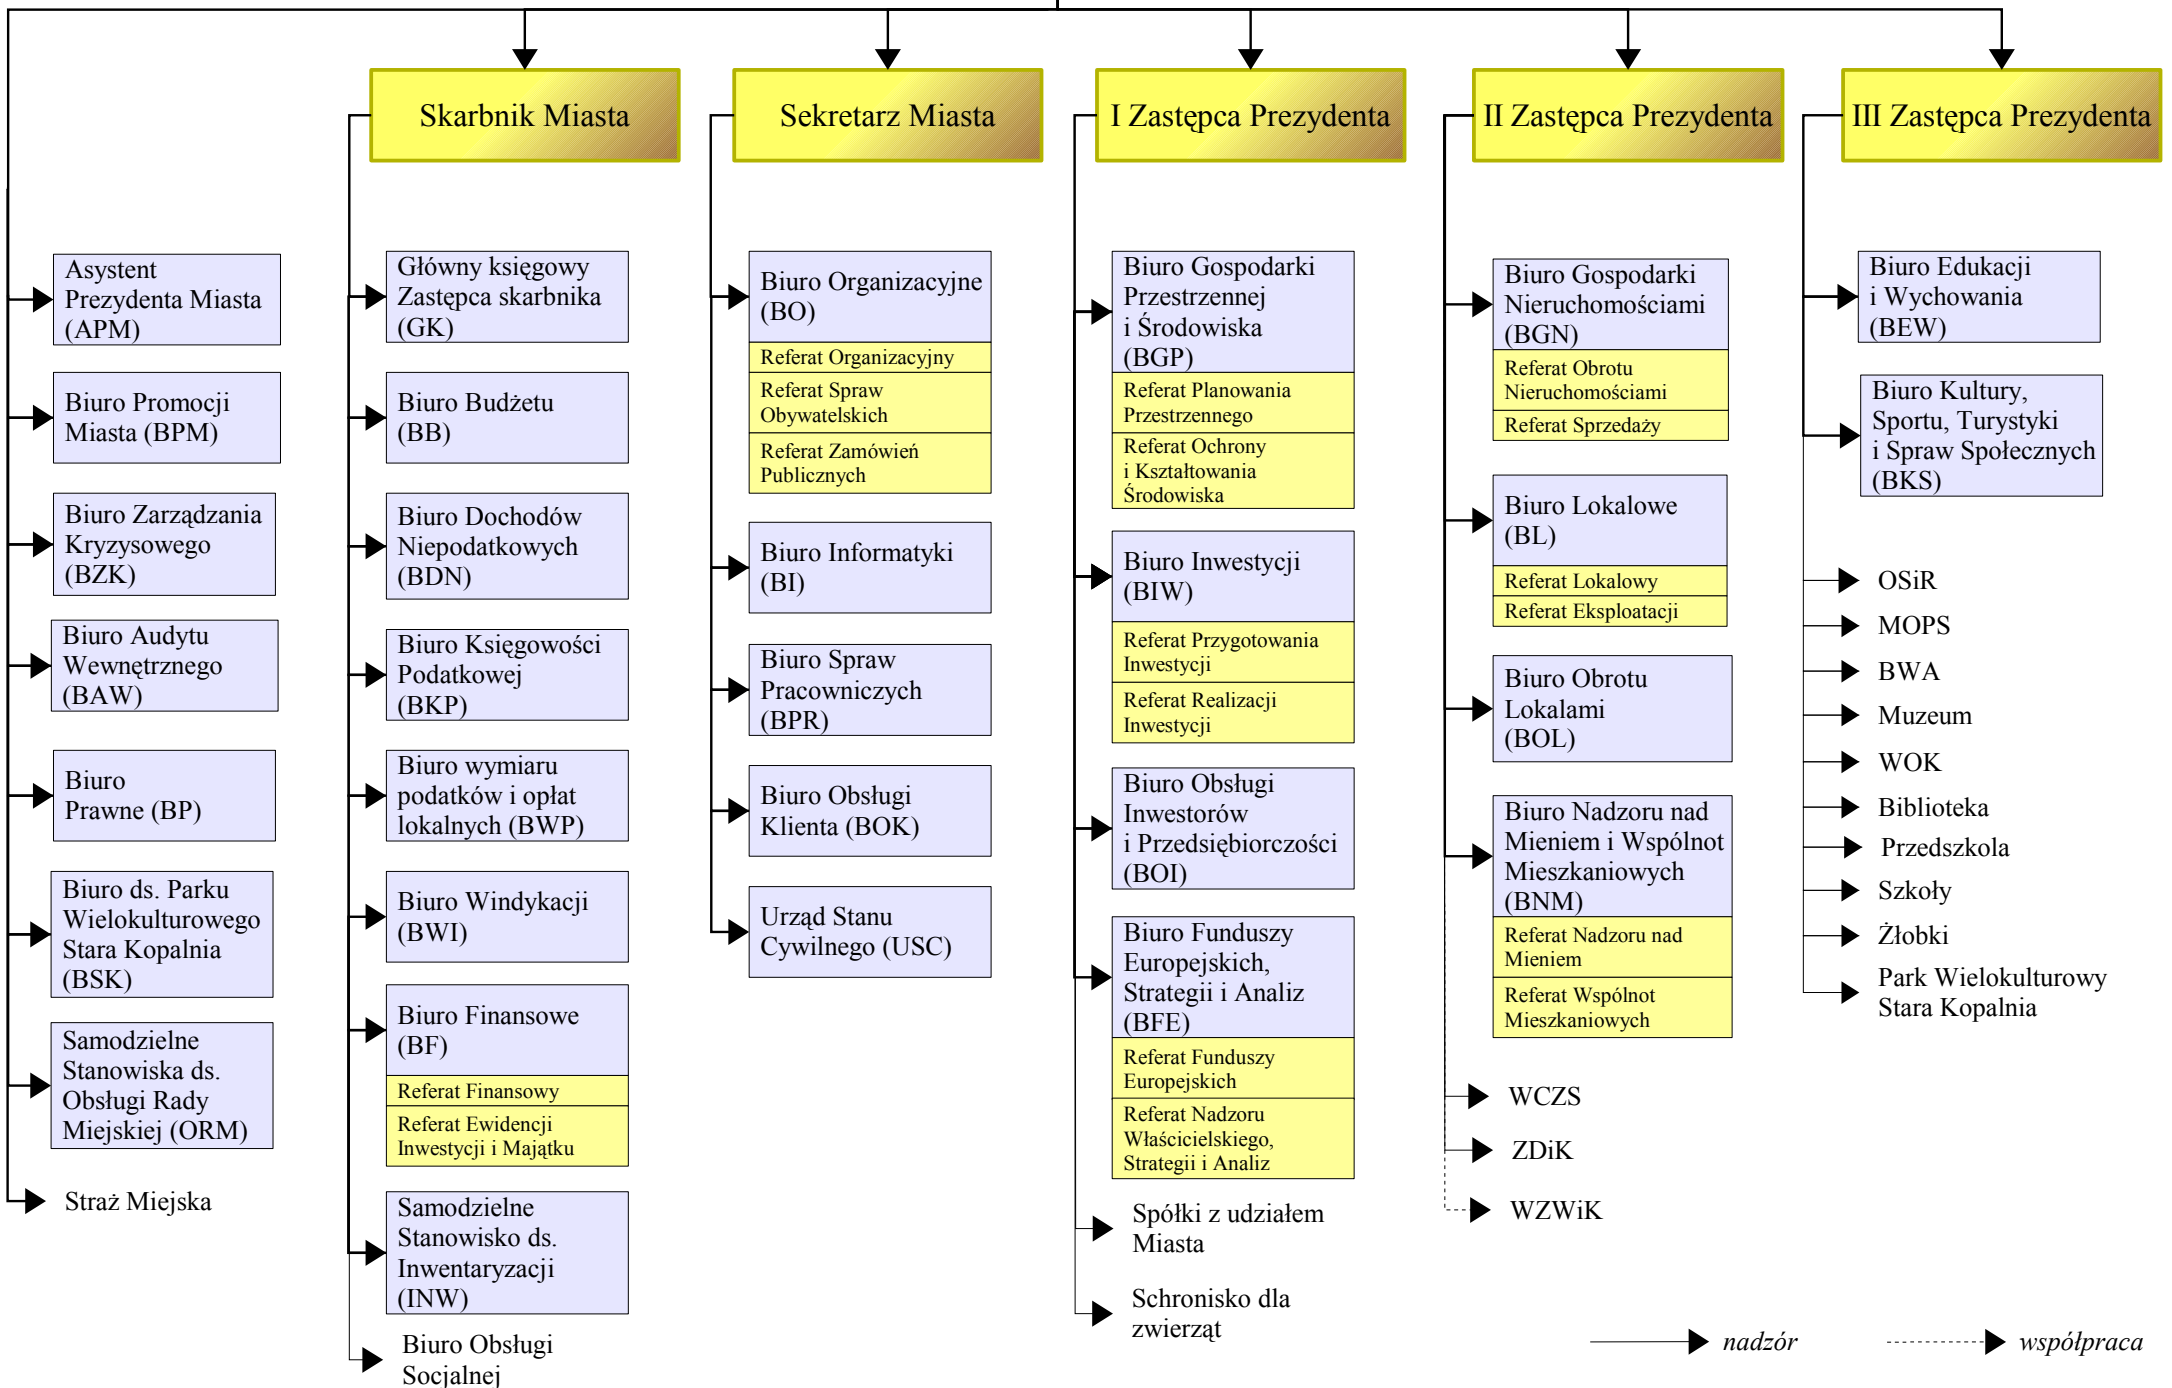 Skarbnik Miasta
Sekretarz Miasta
I Zastępca Prezydenta
II Zastępca Prezydenta
III Zastępca Prezydenta
Asystent
Prezydenta Miasta
(APM)
Biuro Promocji
Miasta (BPM)
Biuro Zarządzania
Kryzysowego
(BZK)
Biuro Audytu
Wewnętrznego
(BAW)
Biuro
Prawne (BP)
Biuro ds. Parku
Wielokulturowego
Stara Kopalnia
(BSK)
Samodzielne
Stanowiska ds.
Obsługi Rady
Miejskiej (ORM)
Straż Miejska
Główny księgowy
Zastępca skarbnika
(GK)
Biuro Budżetu
(BB)
Biuro Dochodów
Niepodatkowych
(BDN)
Biuro Księgowości
Podatkowej
(BKP)
Biuro wymiaru
podatków i opłat
lokalnych (BWP)
Biuro Windykacji
(BWI)
Biuro Finansowe
(BF)
Referat Finansowy
Referat Ewidencji
Inwestycji i Majątku
Samodzielne
Stanowisko ds.
Inwentaryzacji
(INW)
Biuro Obsługi
Socjalnej
Biuro Organizacyjne
(BO)
Referat Organizacyjny
Referat Spraw
Obywatelskich
Referat Zamówień
Publicznych
Biuro Informatyki
(BI)
Biuro Spraw
Pracowniczych
(BPR)
Biuro Obsługi
Klienta (BOK)
Urząd Stanu
Cywilnego (USC)
Biuro Gospodarki
Przestrzennej
i Środowiska
(BGP)
Referat Planowania
Przestrzennego
Referat Ochrony
i Kształtowania
Środowiska
Biuro Inwestycji
(BIW)
Referat Przygotowania
Inwestycji
Referat Realizacji
Inwestycji
Biuro Obsługi
Inwestorów
i Przedsiębiorczości
(BOI)
Biuro Funduszy
Europejskich,
Strategii i Analiz
(BFE)
Referat Funduszy
Europejskich
Referat Nadzoru
Właścicielskiego,
Strategii i Analiz
Spółki z udziałem
Miasta
Schronisko dla
zwierząt
Biuro Gospodarki
Nieruchomościami
(BGN)
Referat Obrotu
Nieruchomościami
Referat Sprzedaży
Biuro Lokalowe
(BL)
Referat Lokalowy
Referat Eksploatacji
Biuro Obrotu
Lokalami
(BOL)
Biuro Nadzoru nad
Mieniem i Wspólnot
Mieszkaniowych
(BNM)
Referat Nadzoru nad
Mieniem
Referat Wspólnot
Mieszkaniowych
WCZS
ZDiK
WZWiK
Biuro Edukacji
i Wychowania
(BEW)
Biuro Kultury,
Sportu, Turystyki
i Spraw Społecznych
(BKS)
OSiR
MOPS
BWA
Muzeum
WOK
Biblioteka
Przedszkola
Szkoły
Żłobki
Park Wielokulturowy
Stara Kopalnia
nadzór
współpraca